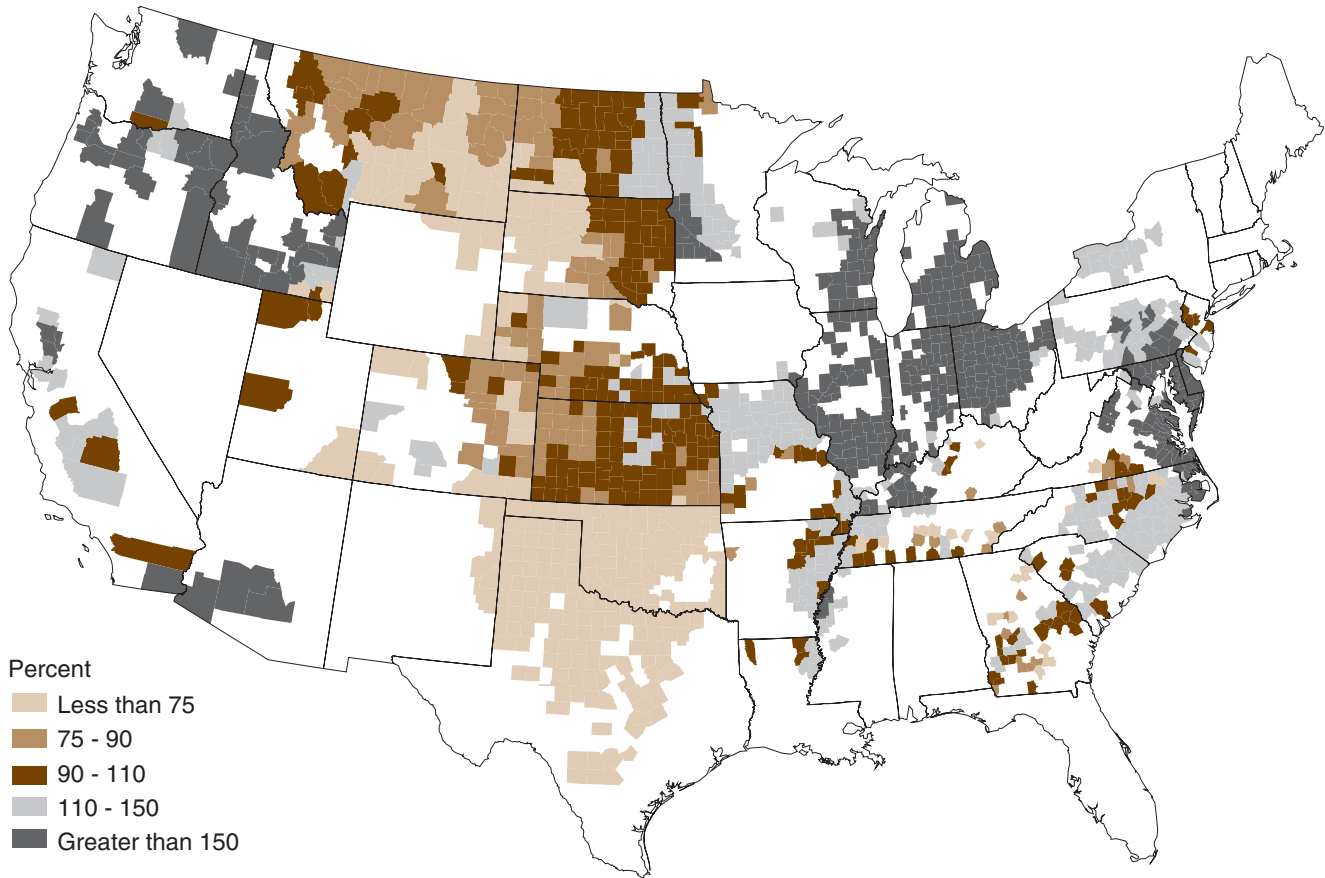 Percent
Less than 75
75 - 90
90 - 110
110 - 150
Greater than 150